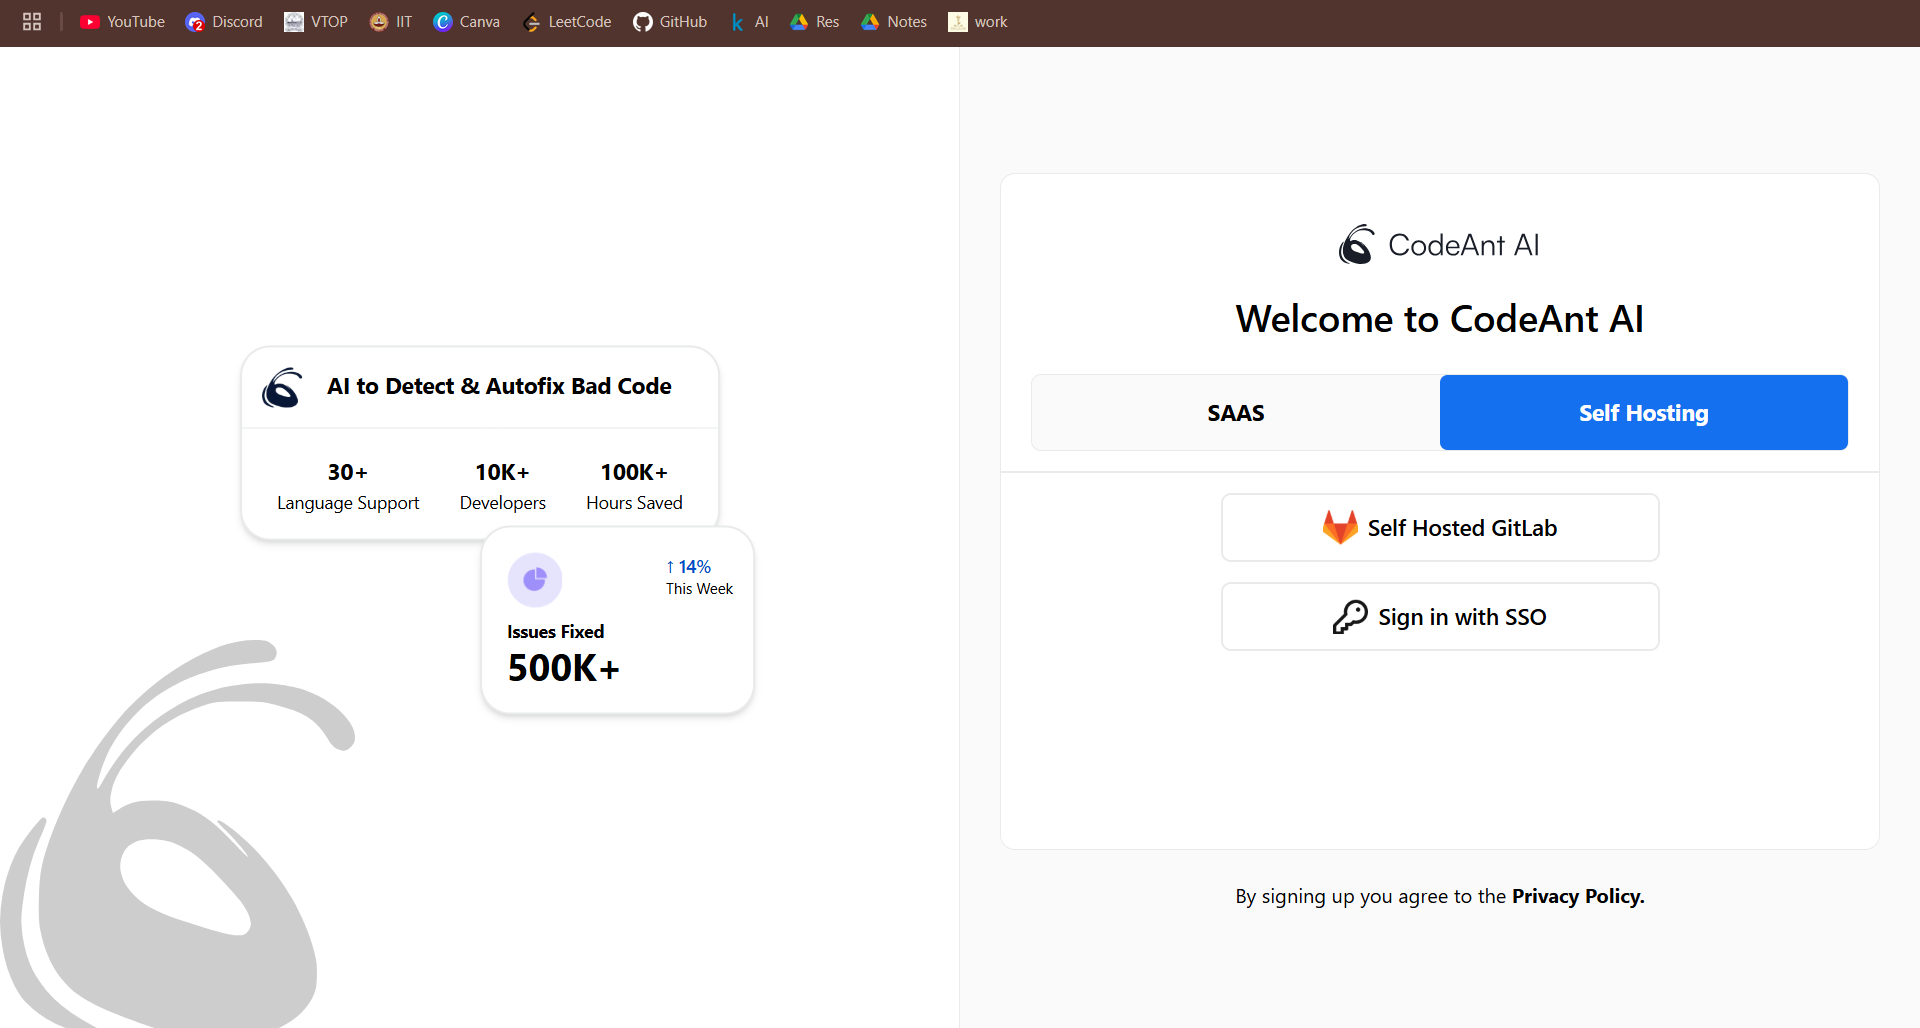 YouTube Discord VTOP IIT Canva LeetCode GitHub AI Res Notes work
AI to Detect & Autofix Bad Code
30+ 10K+ 100K+
Language Support Developers Hours Saved
↑ 14%
This Week
Issues Fixed
500K+
CodeAnt AI
Welcome to CodeAnt AI
SAAS Self Hosting
Self Hosted GitLab
Sign in with SSO
By signing up you agree to the Privacy Policy.